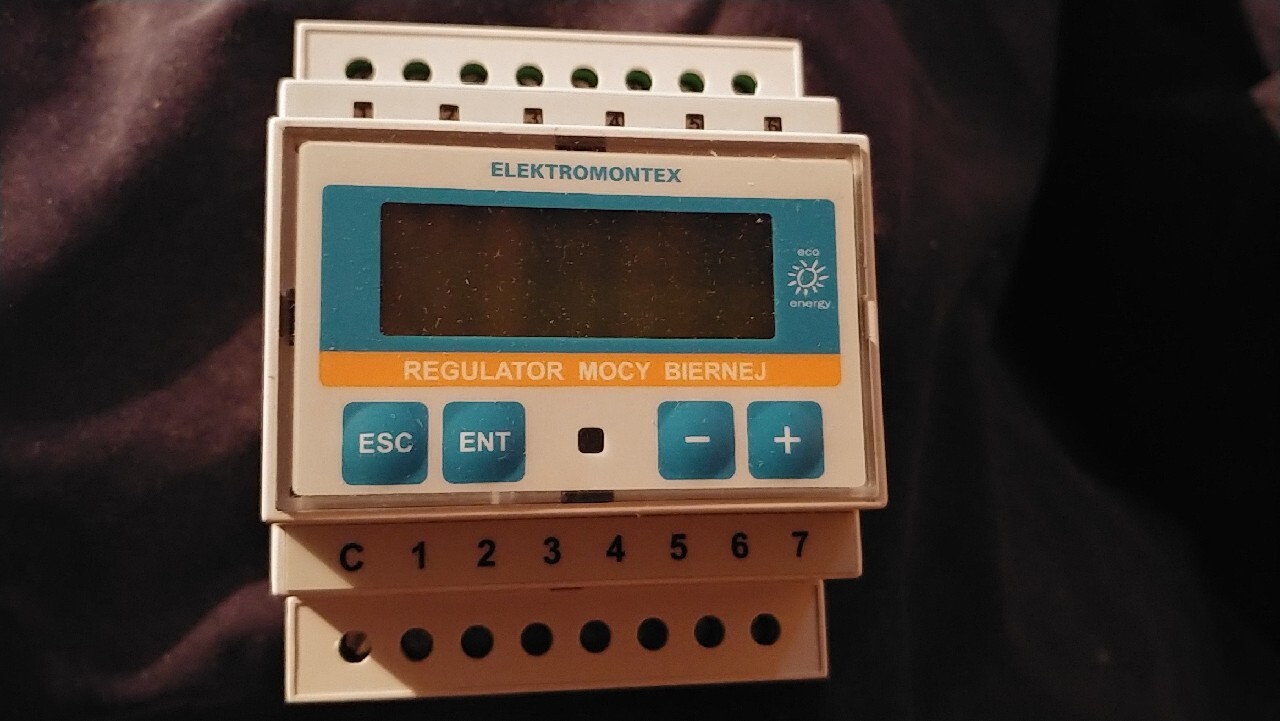 1 2 3 4 5 6
ELEKTROMONTEX
eco
energy
REGULATOR MOCY BIERNEJ
ESC ENT - +
C 1 2 3 4 5 6 7